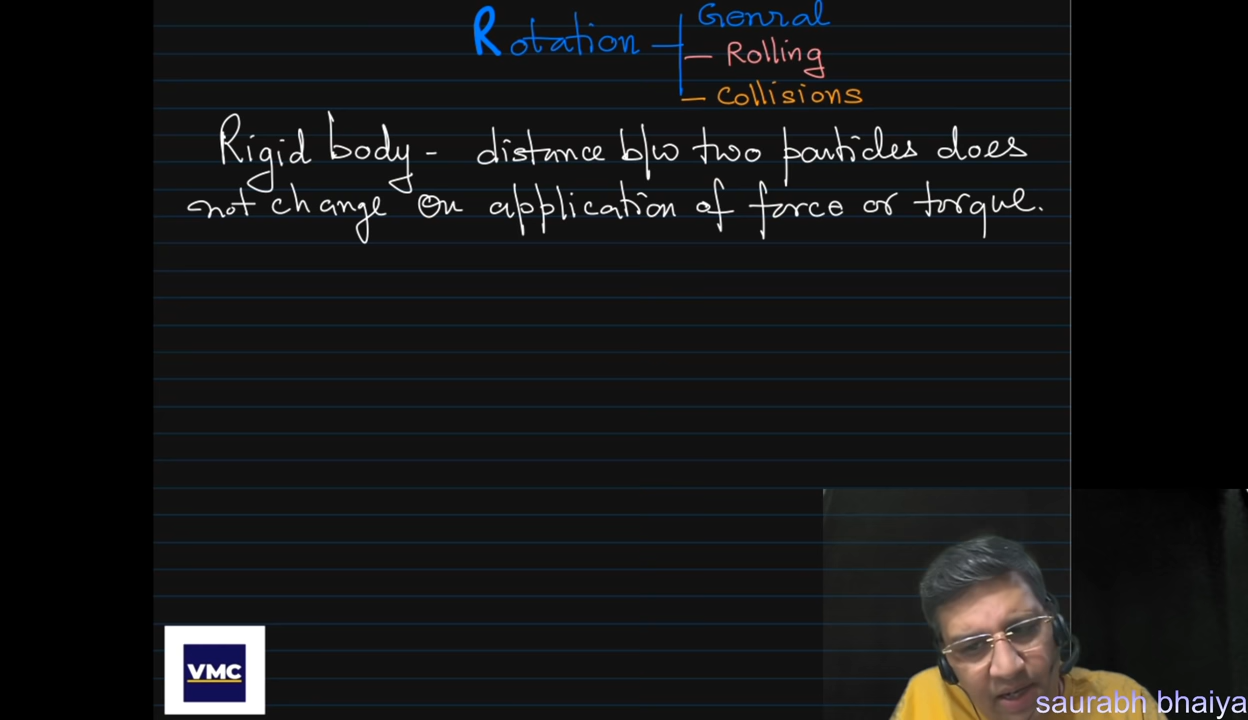 Rotation
Genral
- Rolling
- Collisions
Rigid body - distance b/w two particles does
not change on application of force or torque.
VMC
saurabh bhaiya